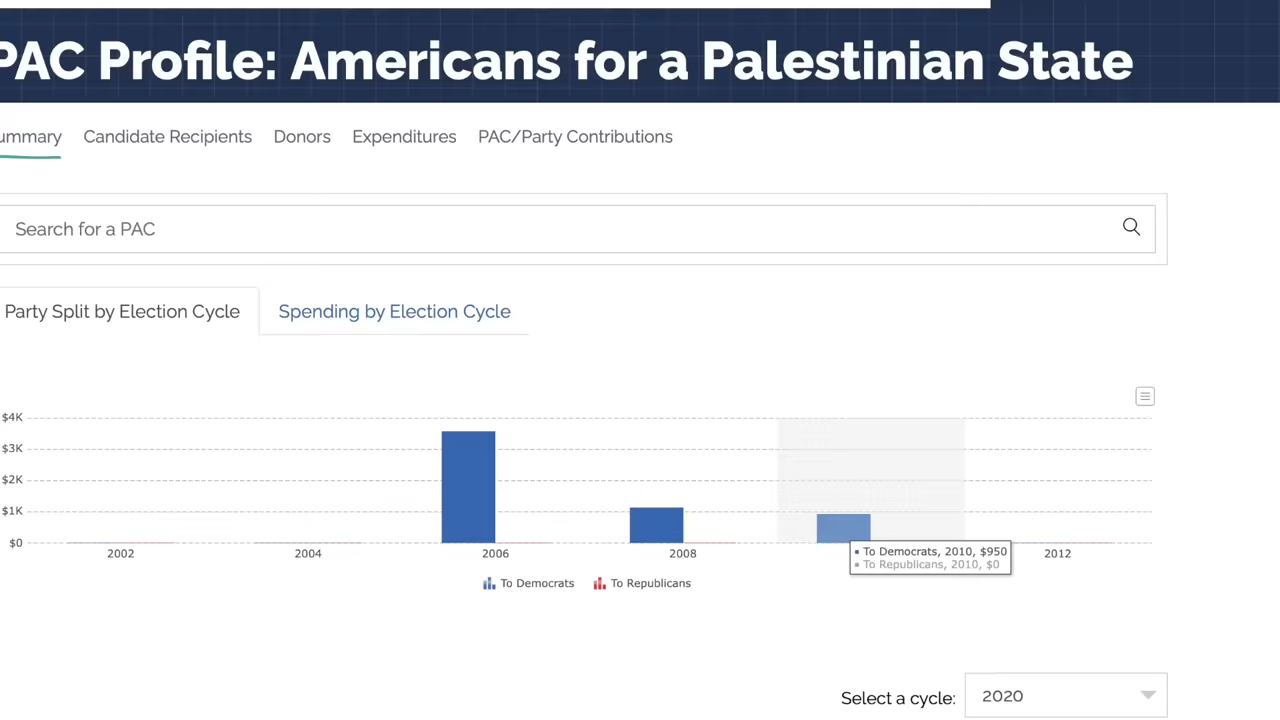 PAC Profile: Americans for a Palestinian State
ummary Candidate Recipients Donors Expenditures PAC/Party Contributions
Search for a PAC
Party Split by Election Cycle Spending by Election Cycle
$4K
$3K
$2K
$1K
$0
2002 2004 2006 2008 2012
To Democrats, 2010, $950
To Republicans, 2010, $0
To Democrats To Republicans
Select a cycle: 2020